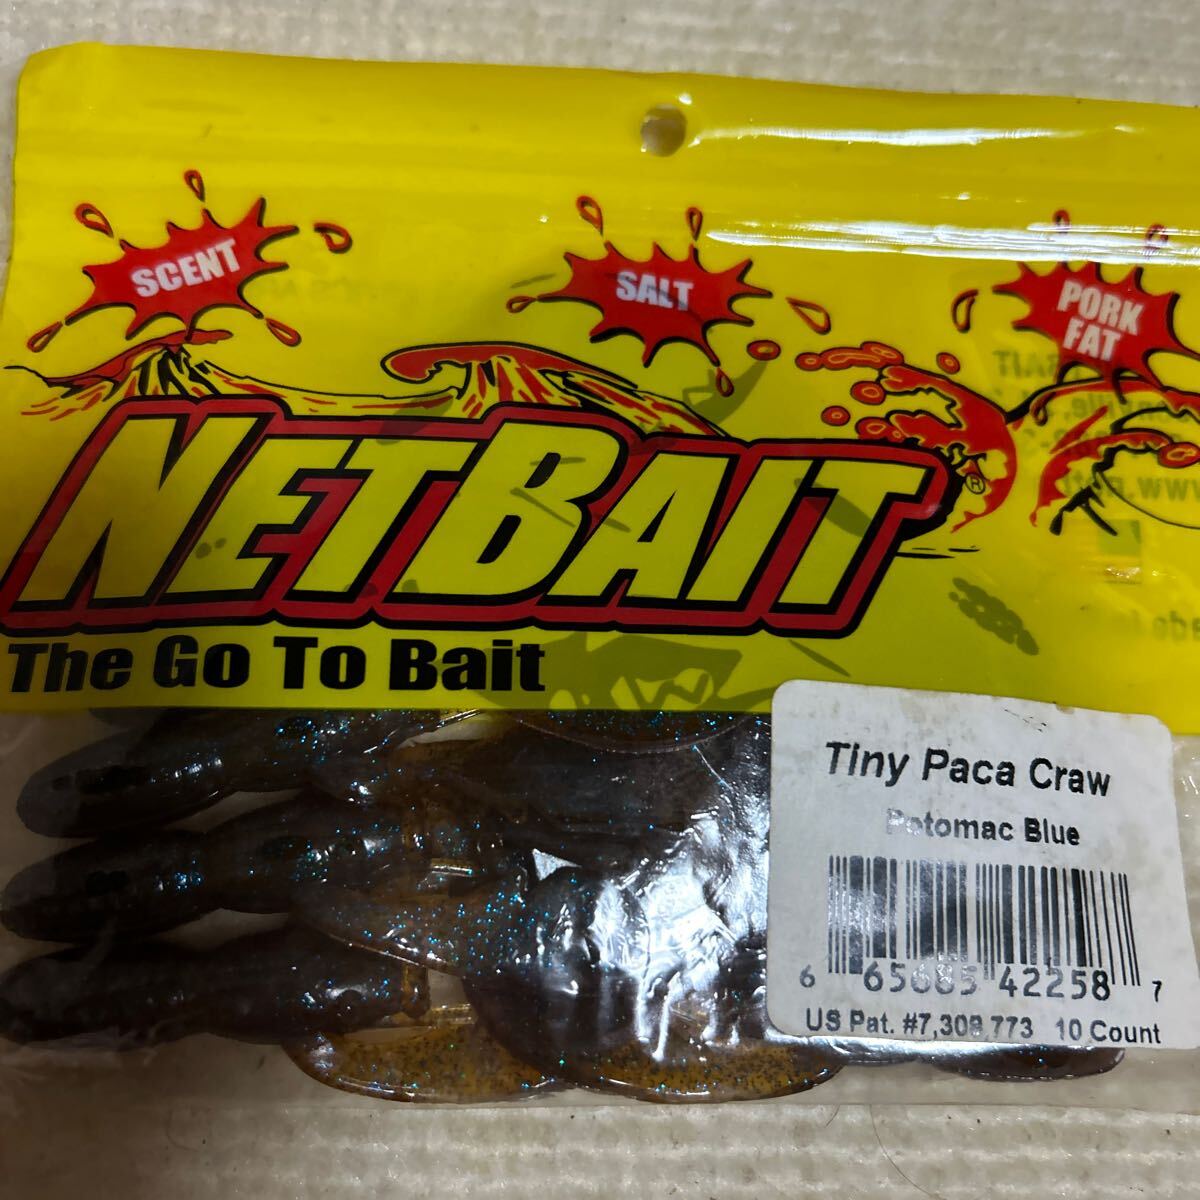 SCENT
SALT
PORK
FAT
NETBAIT®
The Go To Bait
Tiny Paca Craw
Potomac Blue
6 65685 42258 7
US Pat. #7,308,773 10 Count